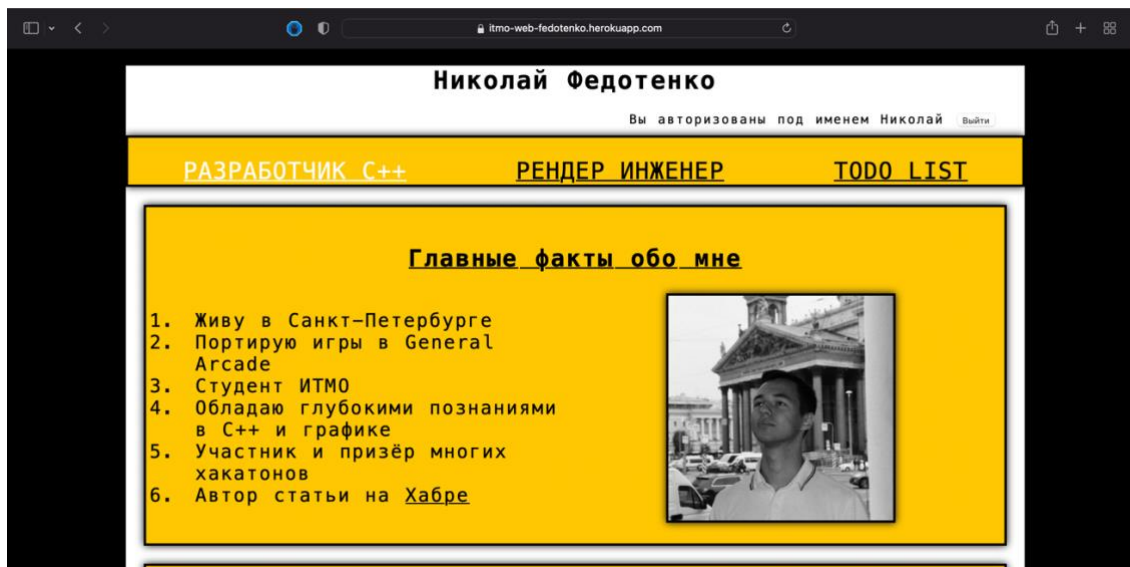 itmo-web-fedotenko.herokuapp.com
Николай Федотенко
Вы авторизованы под именем Николай Выйти
РАЗРАБОТЧИК C++ РЕНДЕР ИНЖЕНЕР TODO LIST
Главные факты обо мне
1. Живу в Санкт-Петербурге
2. Портирую игры в General
Arcade
3. Студент ИТМО
4. Обладаю глубокими познаниями
в C++ и графике
5. Участник и призёр многих
хакатонов
6. Автор статьи на Хабре